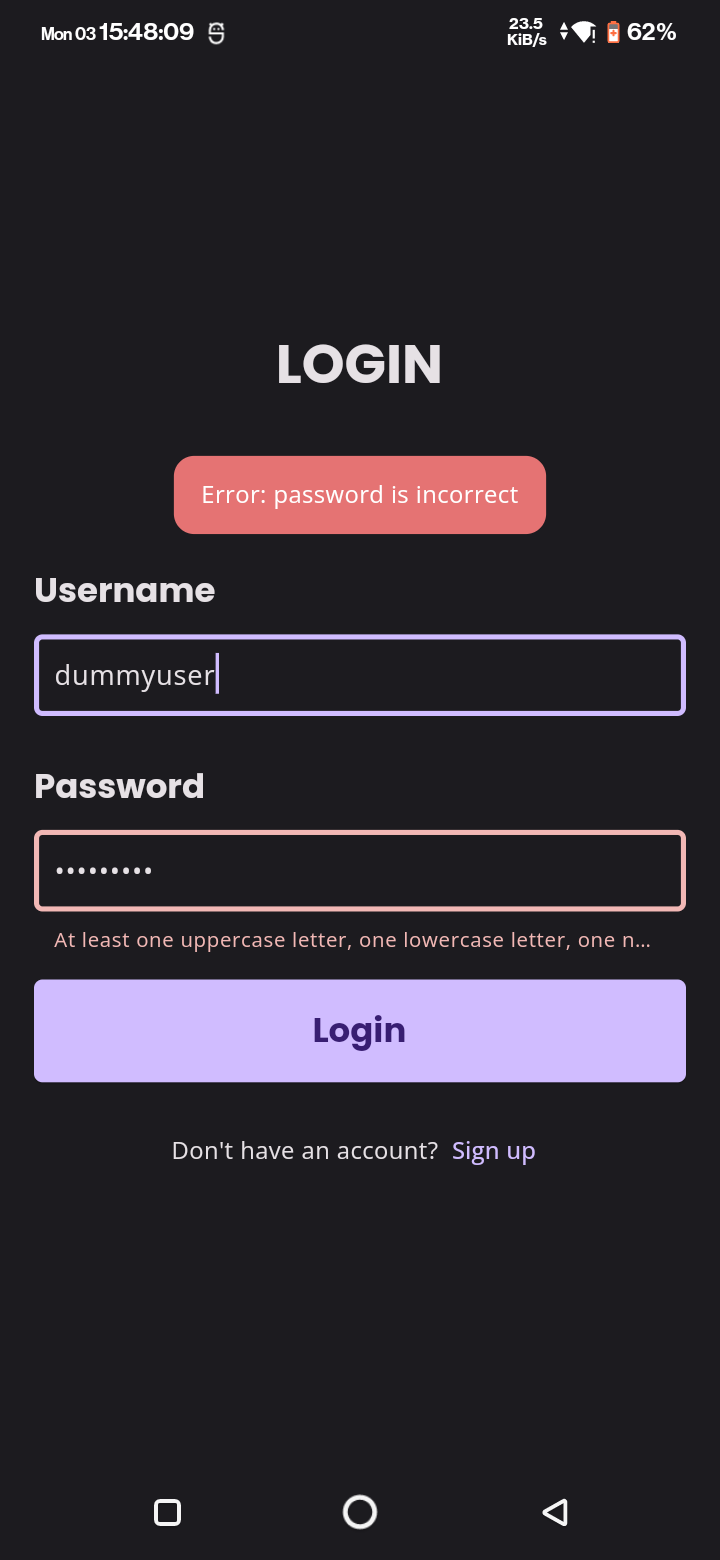 Mon 03 15:48:09 23.5 KiB/s 62%
LOGIN
Error: password is incorrect
Username
dummyuser
Password
•••••••••
At least one uppercase letter, one lowercase letter, one n...
Login
Don't have an account? Sign up